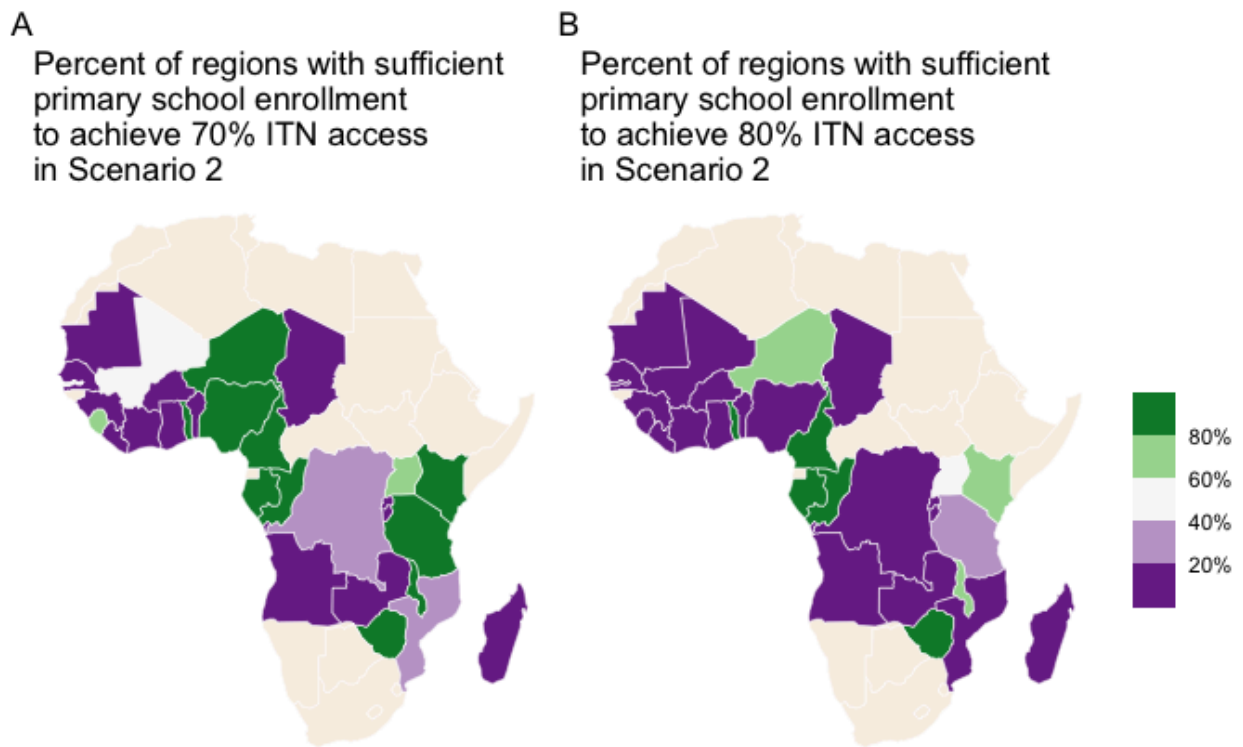 A
Percent of regions with sufficient
primary school enrollment
to achieve 70% ITN access
in Scenario 2
B
Percent of regions with sufficient
primary school enrollment
to achieve 80% ITN access
in Scenario 2
80%
60%
40%
20%